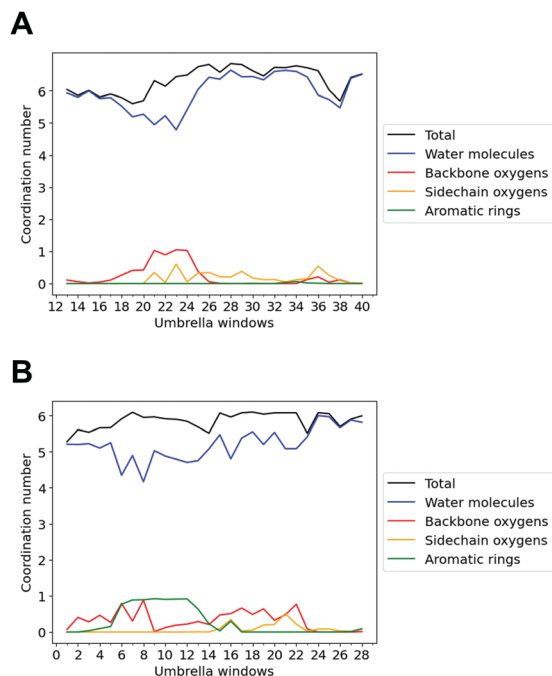 A
Coordination number
6
5
4
3
2
1
0
Total
Water molecules
Backbone oxygens
Sidechain oxygens
Aromatic rings
12 14 16 18 20 22 24 26 28 30 32 34 36 38 40
Umbrella windows
B
Coordination number
6
5
4
3
2
1
0
Total
Water molecules
Backbone oxygens
Sidechain oxygens
Aromatic rings
0 2 4 6 8 10 12 14 16 18 20 22 24 26 28
Umbrella windows